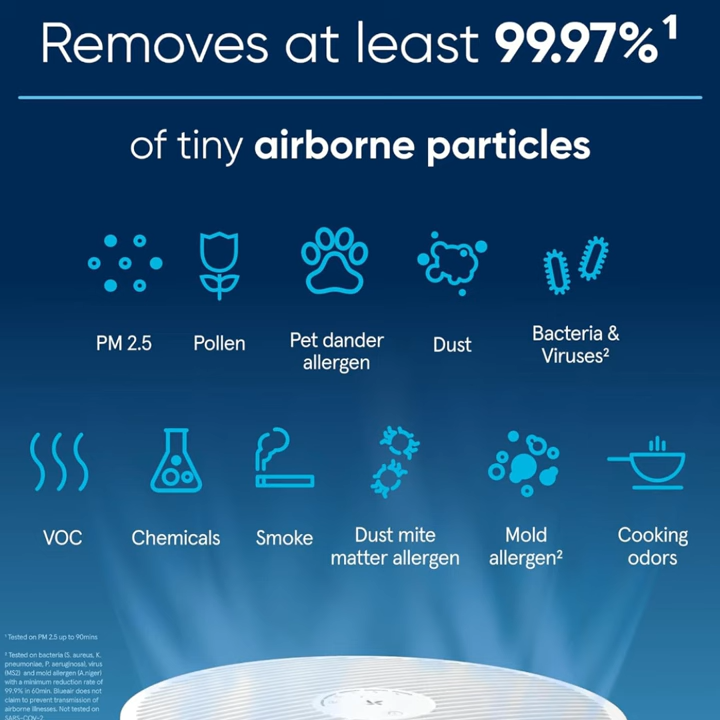 Removes at least 99.97%¹
of tiny airborne particles
PM 2.5
Pollen
Pet dander
allergen
Dust
Bacteria &
Viruses²
VOC
Chemicals
Smoke
Dust mite
matter allergen
Mold
allergen²
Cooking
odors
¹ Tested on PM 2.5 up to 90mins
² Tested on bacteria (S. aureus, K.
pneumoniae, P. aeruginosa), virus
(MS2) and mold allergen (A.niger)
with a minimum reduction rate of
99.9% in 60min. Blueair does not
claim to prevent transmission of
airborne illnesses. Not tested on
SARS-COV-2